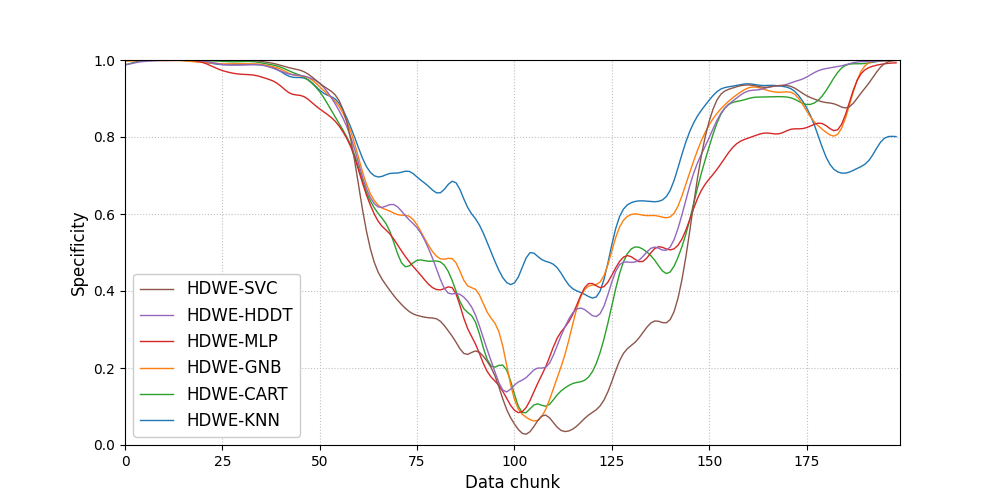 1.0
0.8
0.6
0.4
0.2
0.0
Specificity
HDWE-SVC
HDWE-HDDT
HDWE-MLP
HDWE-GNB
HDWE-CART
HDWE-KNN
0 25 50 75 100 125 150 175
Data chunk